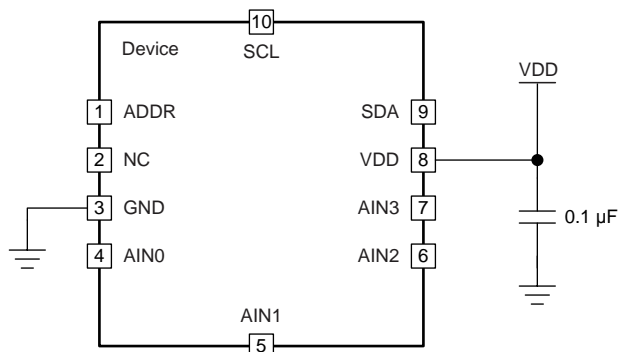 10
Device
SCL
VDD
1 ADDR
SDA 9
2 NC
VDD 8
3 GND
AIN3 7
0.1 µF
4 AIN0
AIN2 6
AIN1
5